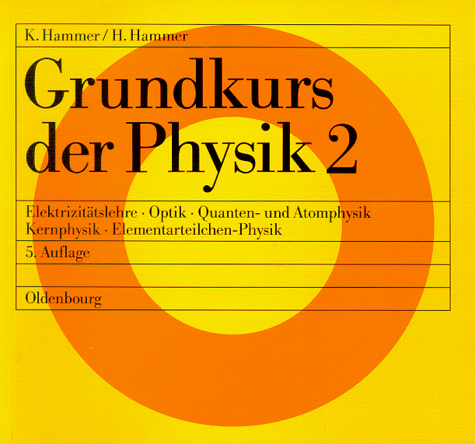 K. Hammer / H. Hammer
Grundkurs
der Physik 2
Elektrizitätslehre · Optik · Quanten- und Atomphysik
Kernphysik · Elementarteilchen-Physik
5. Auflage
Oldenbourg